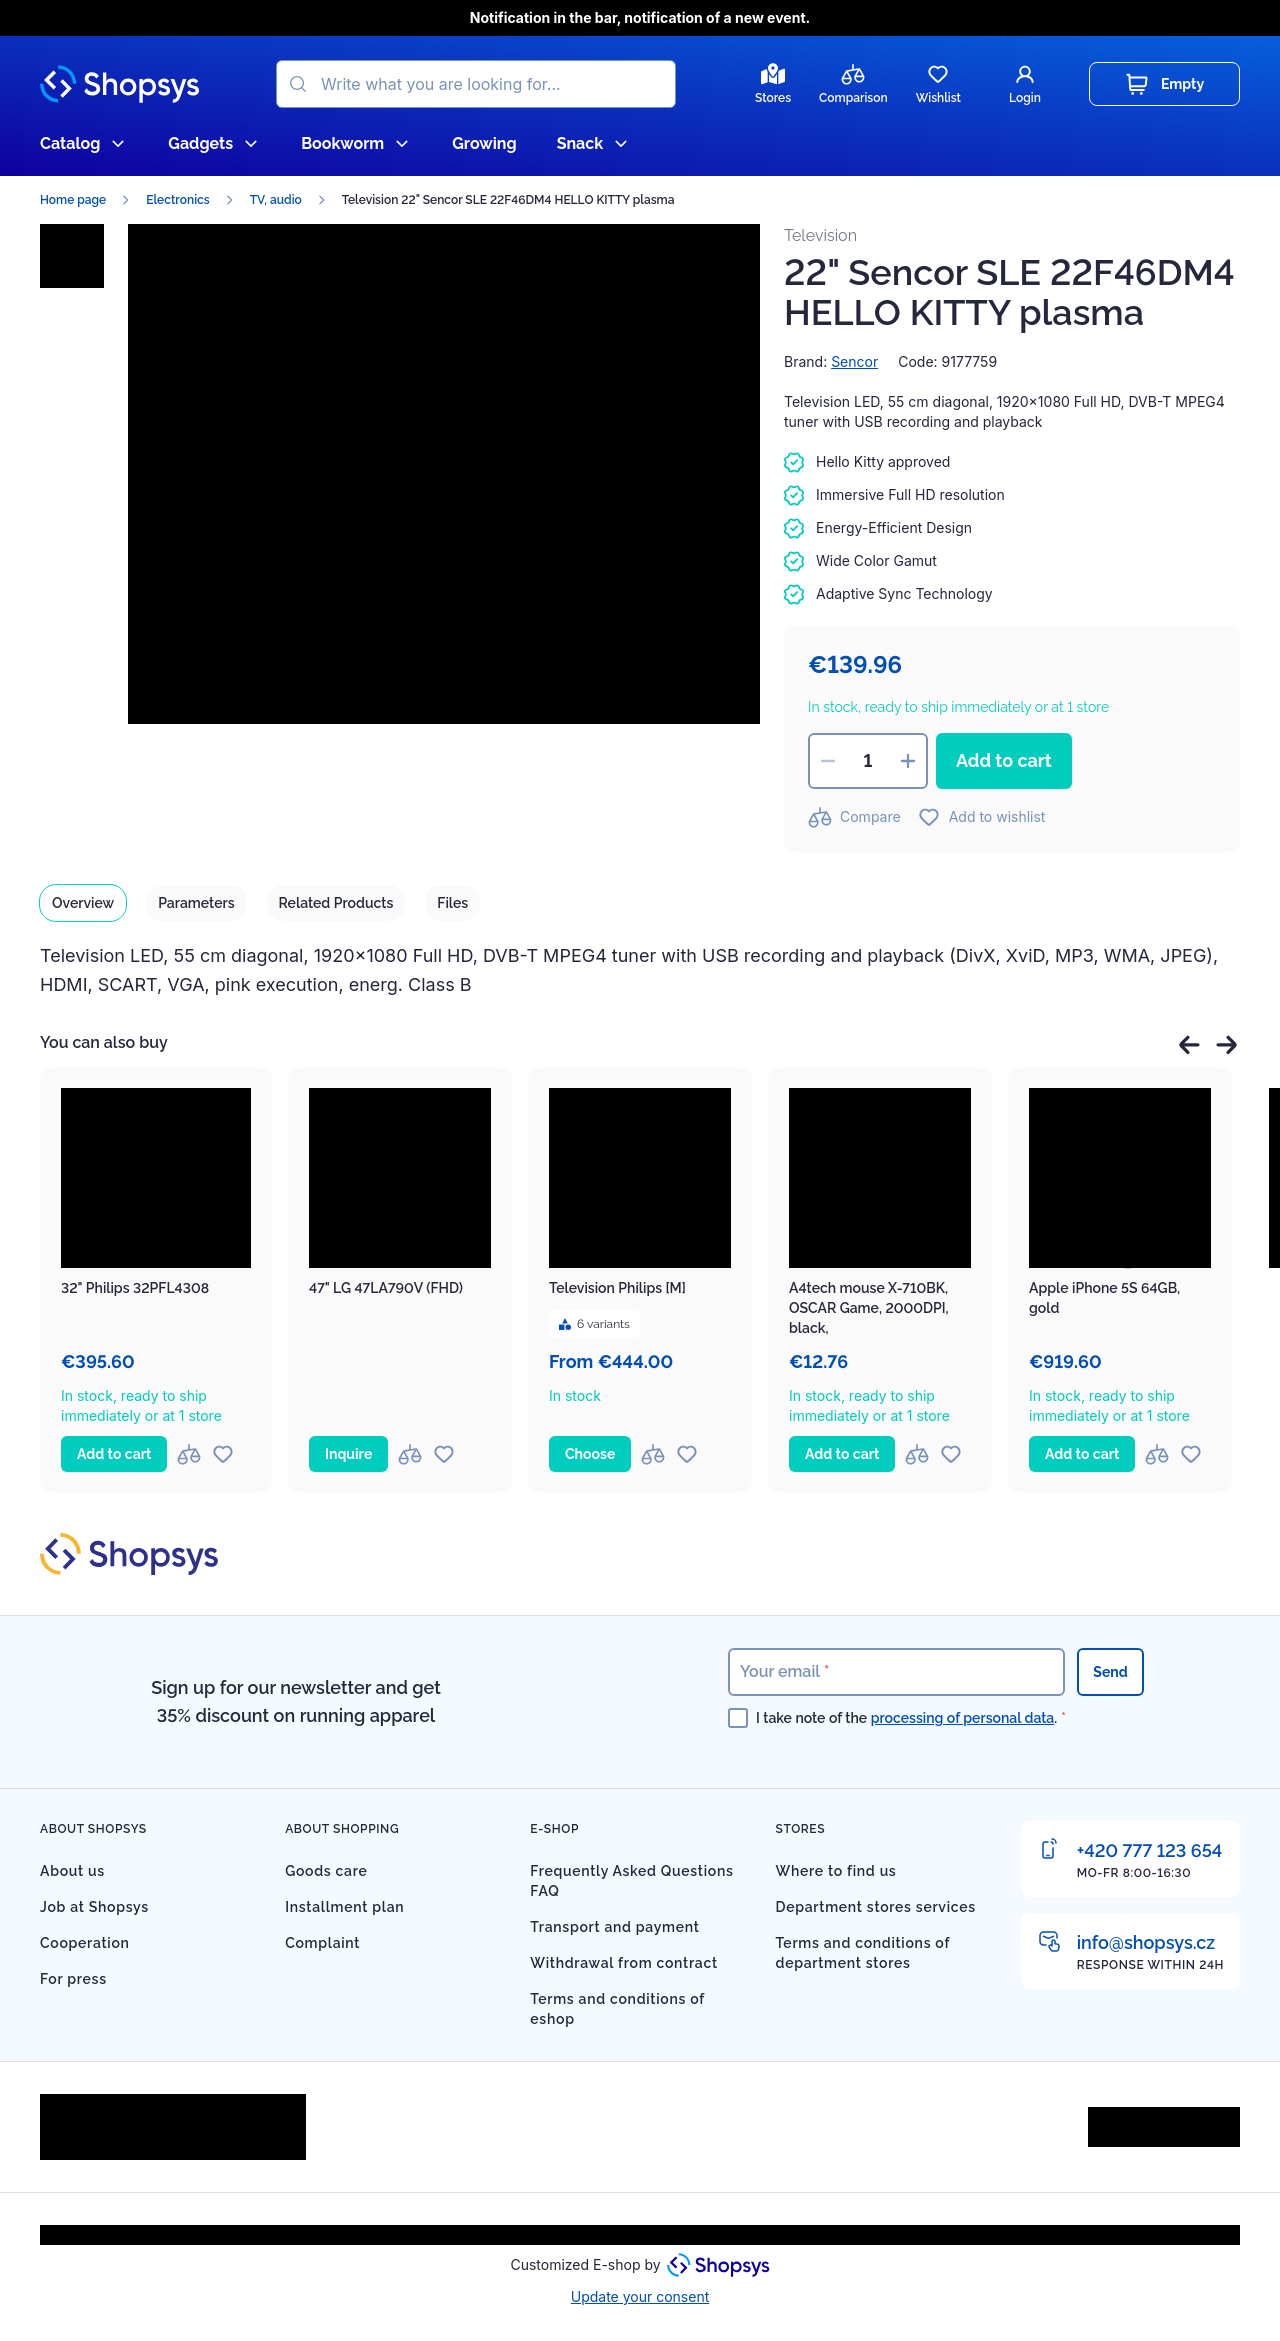 Notification in the bar, notification of a new event.
Shopsys
Write what you are looking for...
Stores
Comparison
Wishlist
Login
Empty
Catalog
Gadgets
Bookworm
Growing
Snack
Home page
Electronics
TV, audio
Television 22" Sencor SLE 22F46DM4 HELLO KITTY plasma
Television
22" Sencor SLE 22F46DM4
HELLO KITTY plasma
Brand: Sencor
Code: 9177759
Television LED, 55 cm diagonal, 1920×1080 Full HD, DVB-T MPEG4
tuner with USB recording and playback
Hello Kitty approved
Immersive Full HD resolution
Energy-Efficient Design
Wide Color Gamut
Adaptive Sync Technology
€139.96
In stock, ready to ship immediately or at 1 store
1
Add to cart
Compare
Add to wishlist
Overview
Parameters
Related Products
Files
Television LED, 55 cm diagonal, 1920×1080 Full HD, DVB-T MPEG4 tuner with USB recording and playback (DivX, XviD, MP3, WMA, JPEG),
HDMI, SCART, VGA, pink execution, energ. Class B
You can also buy
32" Philips 32PFL4308
€395.60
In stock, ready to ship
immediately or at 1 store
Add to cart
47" LG 47LA790V (FHD)
Inquire
Television Philips [M]
6 variants
From €444.00
In stock
Choose
A4tech mouse X-710BK,
OSCAR Game, 2000DPI,
black,
€12.76
In stock, ready to ship
immediately or at 1 store
Add to cart
Apple iPhone 5S 64GB,
gold
€919.60
In stock, ready to ship
immediately or at 1 store
Add to cart
Shopsys
Sign up for our newsletter and get
35% discount on running apparel
Your email *
Send
I take note of the processing of personal data. *
ABOUT SHOPSYS
About us
Job at Shopsys
Cooperation
For press
ABOUT SHOPPING
Goods care
Installment plan
Complaint
E-SHOP
Frequently Asked Questions
FAQ
Transport and payment
Withdrawal from contract
Terms and conditions of
eshop
STORES
Where to find us
Department stores services
Terms and conditions of
department stores
+420 777 123 654
MO-FR 8:00-16:30
info@shopsys.cz
RESPONSE WITHIN 24H
Customized E-shop by Shopsys
Update your consent